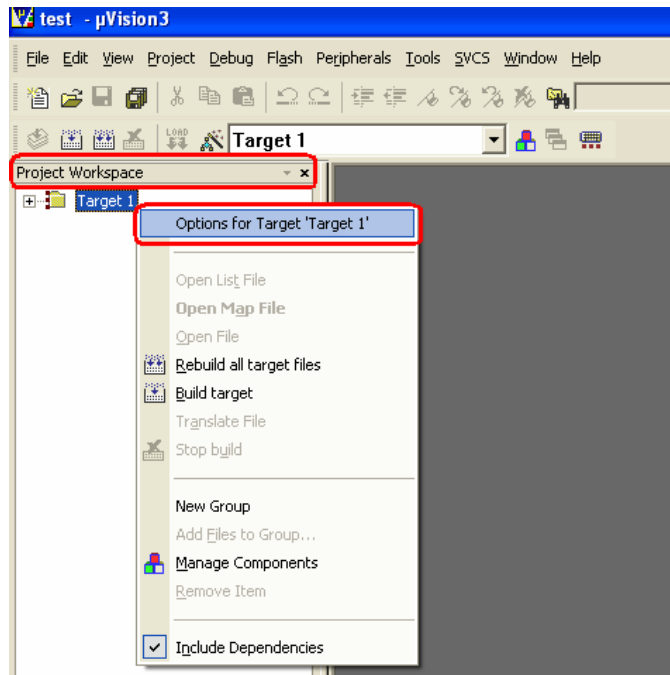 test - µVision3
File Edit View Project Debug Flash Peripherals Tools SVCS Window Help
LOAD Target 1
Project Workspace
Target 1
Options for Target 'Target 1'
Open List File
Open Map File
Open File
Rebuild all target files
Build target
Translate File
Stop build
New Group
Add Files to Group...
Manage Components
Remove Item
Include Dependencies